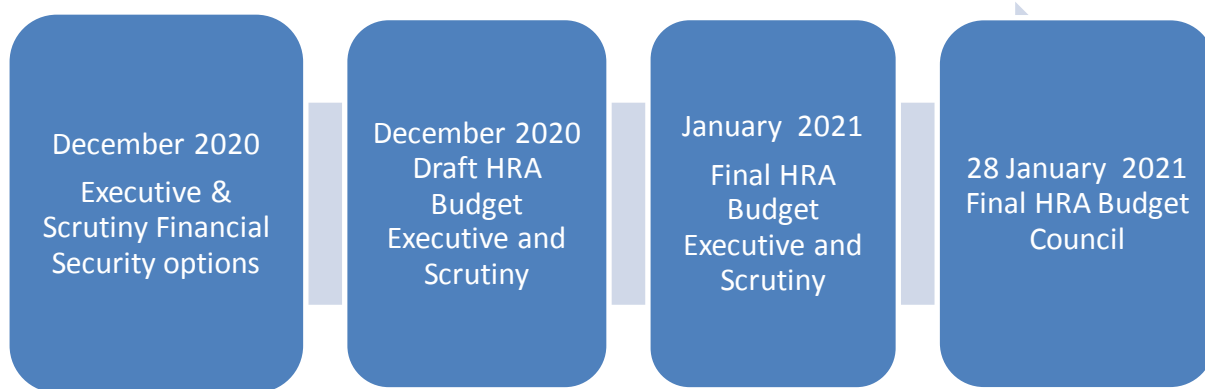 December 2020
Executive &
Scrutiny Financial
Security options
December 2020
Draft HRA
Budget
Executive and
Scrutiny
January 2021
Final HRA
Budget
Executive and
Scrutiny
28 January 2021
Final HRA Budget
Council